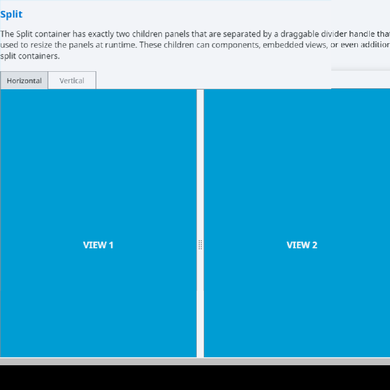 Split
The Split container has exactly two children panels that are separated by a draggable divider handle tha
used to resize the panels at runtime. These children can components, embedded views, or even addition
split containers.
Horizontal
Vertical
VIEW 1
VIEW 2